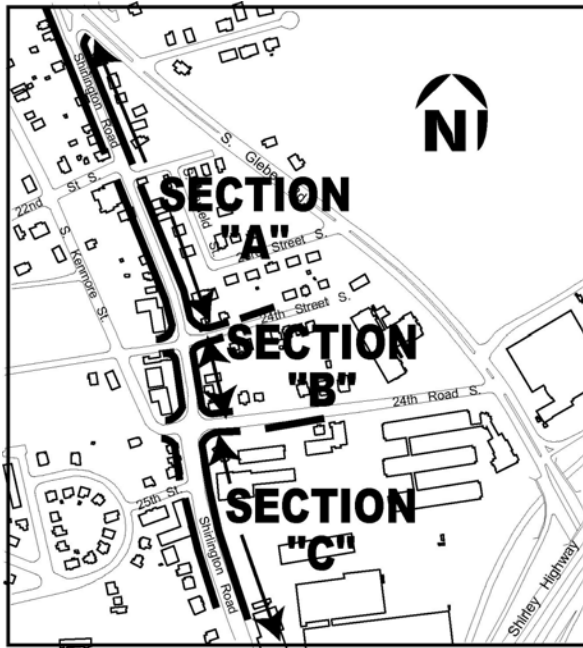 Shirlington Road
N
S. Glebe
SECTION
"A"
22nd St S.
S. Kenmore St.
Street S.
24th Street S.
SECTION
"B"
24th Road S.
25th St
SECTION
"C"
Shirlington Road
Shirley Highway